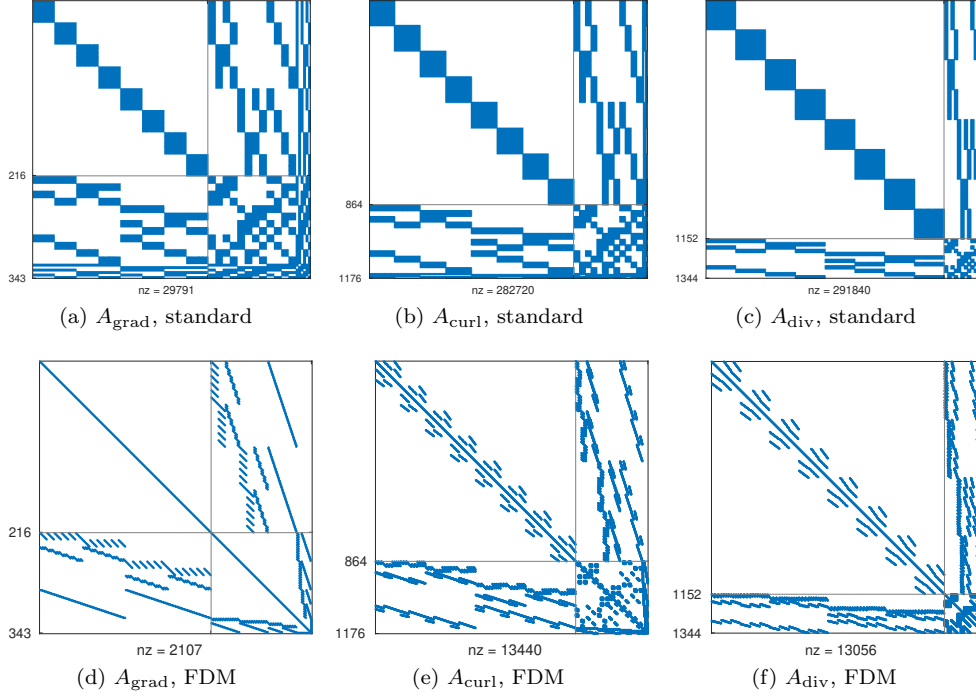 216
343
nz = 29791
864
1176
nz = 282720
1152
1344
nz = 291840
(a) A_grad, standard
(b) A_curl, standard
(c) A_div, standard
216
343
nz = 2107
864
1176
nz = 13440
1152
1344
nz = 13056
(d) A_grad, FDM
(e) A_curl, FDM
(f) A_div, FDM